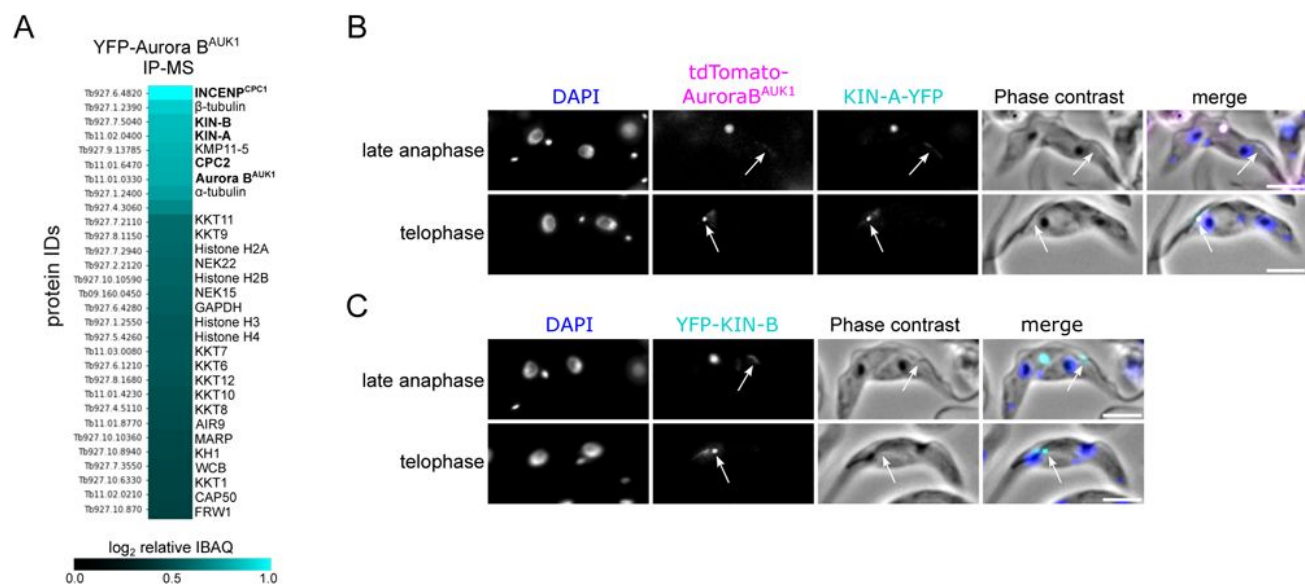 A
YFP-Aurora B^AUK1
IP-MS
protein IDs
Tb927.6.4820 INCENP^CPC1
Tb927.1.2390 β-tubulin
Tb927.7.5040 KIN-B
Tb11.02.0400 KIN-A
Tb927.9.13785 KMP11-5
Tb11.01.6470 CPC2
Tb11.01.0330 Aurora B^AUK1
Tb927.1.2400 α-tubulin
Tb927.4.3060
Tb927.7.2110 KKT11
Tb927.8.1150 KKT9
Tb927.7.2940 Histone H2A
Tb927.2.2120 NEK22
Tb927.10.10590 Histone H2B
Tb09.160.0450 NEK15
Tb927.6.4280 GAPDH
Tb927.1.2550 Histone H3
Tb927.5.4260 Histone H4
Tb11.03.0080 KKT7
Tb927.6.1210 KKT6
Tb927.8.1680 KKT12
Tb11.01.4230 KKT10
Tb927.4.5110 KKT8
Tb11.01.8770 AIR9
Tb927.10.10360 MARP
Tb927.10.8940 KH1
Tb927.7.3550 WCB
Tb927.10.6330 KKT1
Tb11.02.0210 CAP50
Tb927.10.870 FRW1
log2 relative IBAQ
0.0 0.5 1.0
B
DAPI
tdTomato-
AuroraB^AUK1
KIN-A-YFP
Phase contrast
merge
late anaphase
telophase
C
DAPI
YFP-KIN-B
Phase contrast
merge
late anaphase
telophase